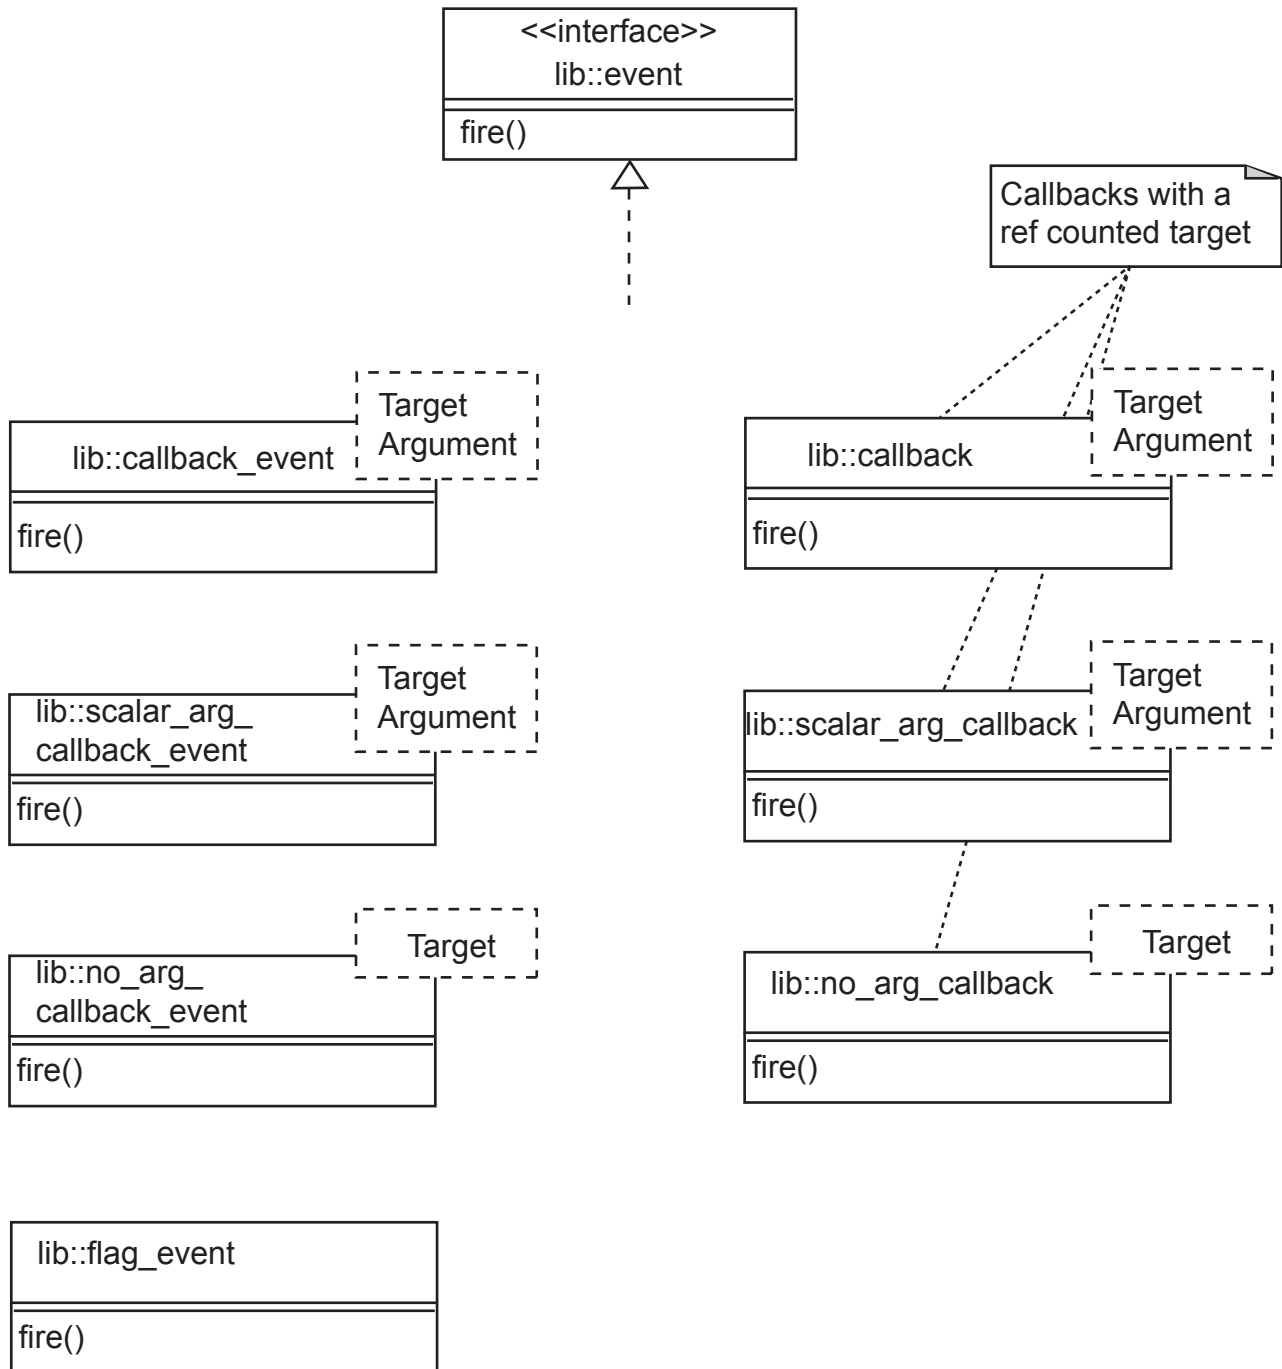 <<interface>>
lib::event
fire()
Callbacks with a
ref counted target
Target
Argument
lib::callback_event
fire()
Target
Argument
lib::callback
fire()
Target
Argument
lib::scalar_arg_
callback_event
fire()
Target
Argument
lib::scalar_arg_callback
fire()
Target
lib::no_arg_
callback_event
fire()
Target
lib::no_arg_callback
fire()
lib::flag_event
fire()